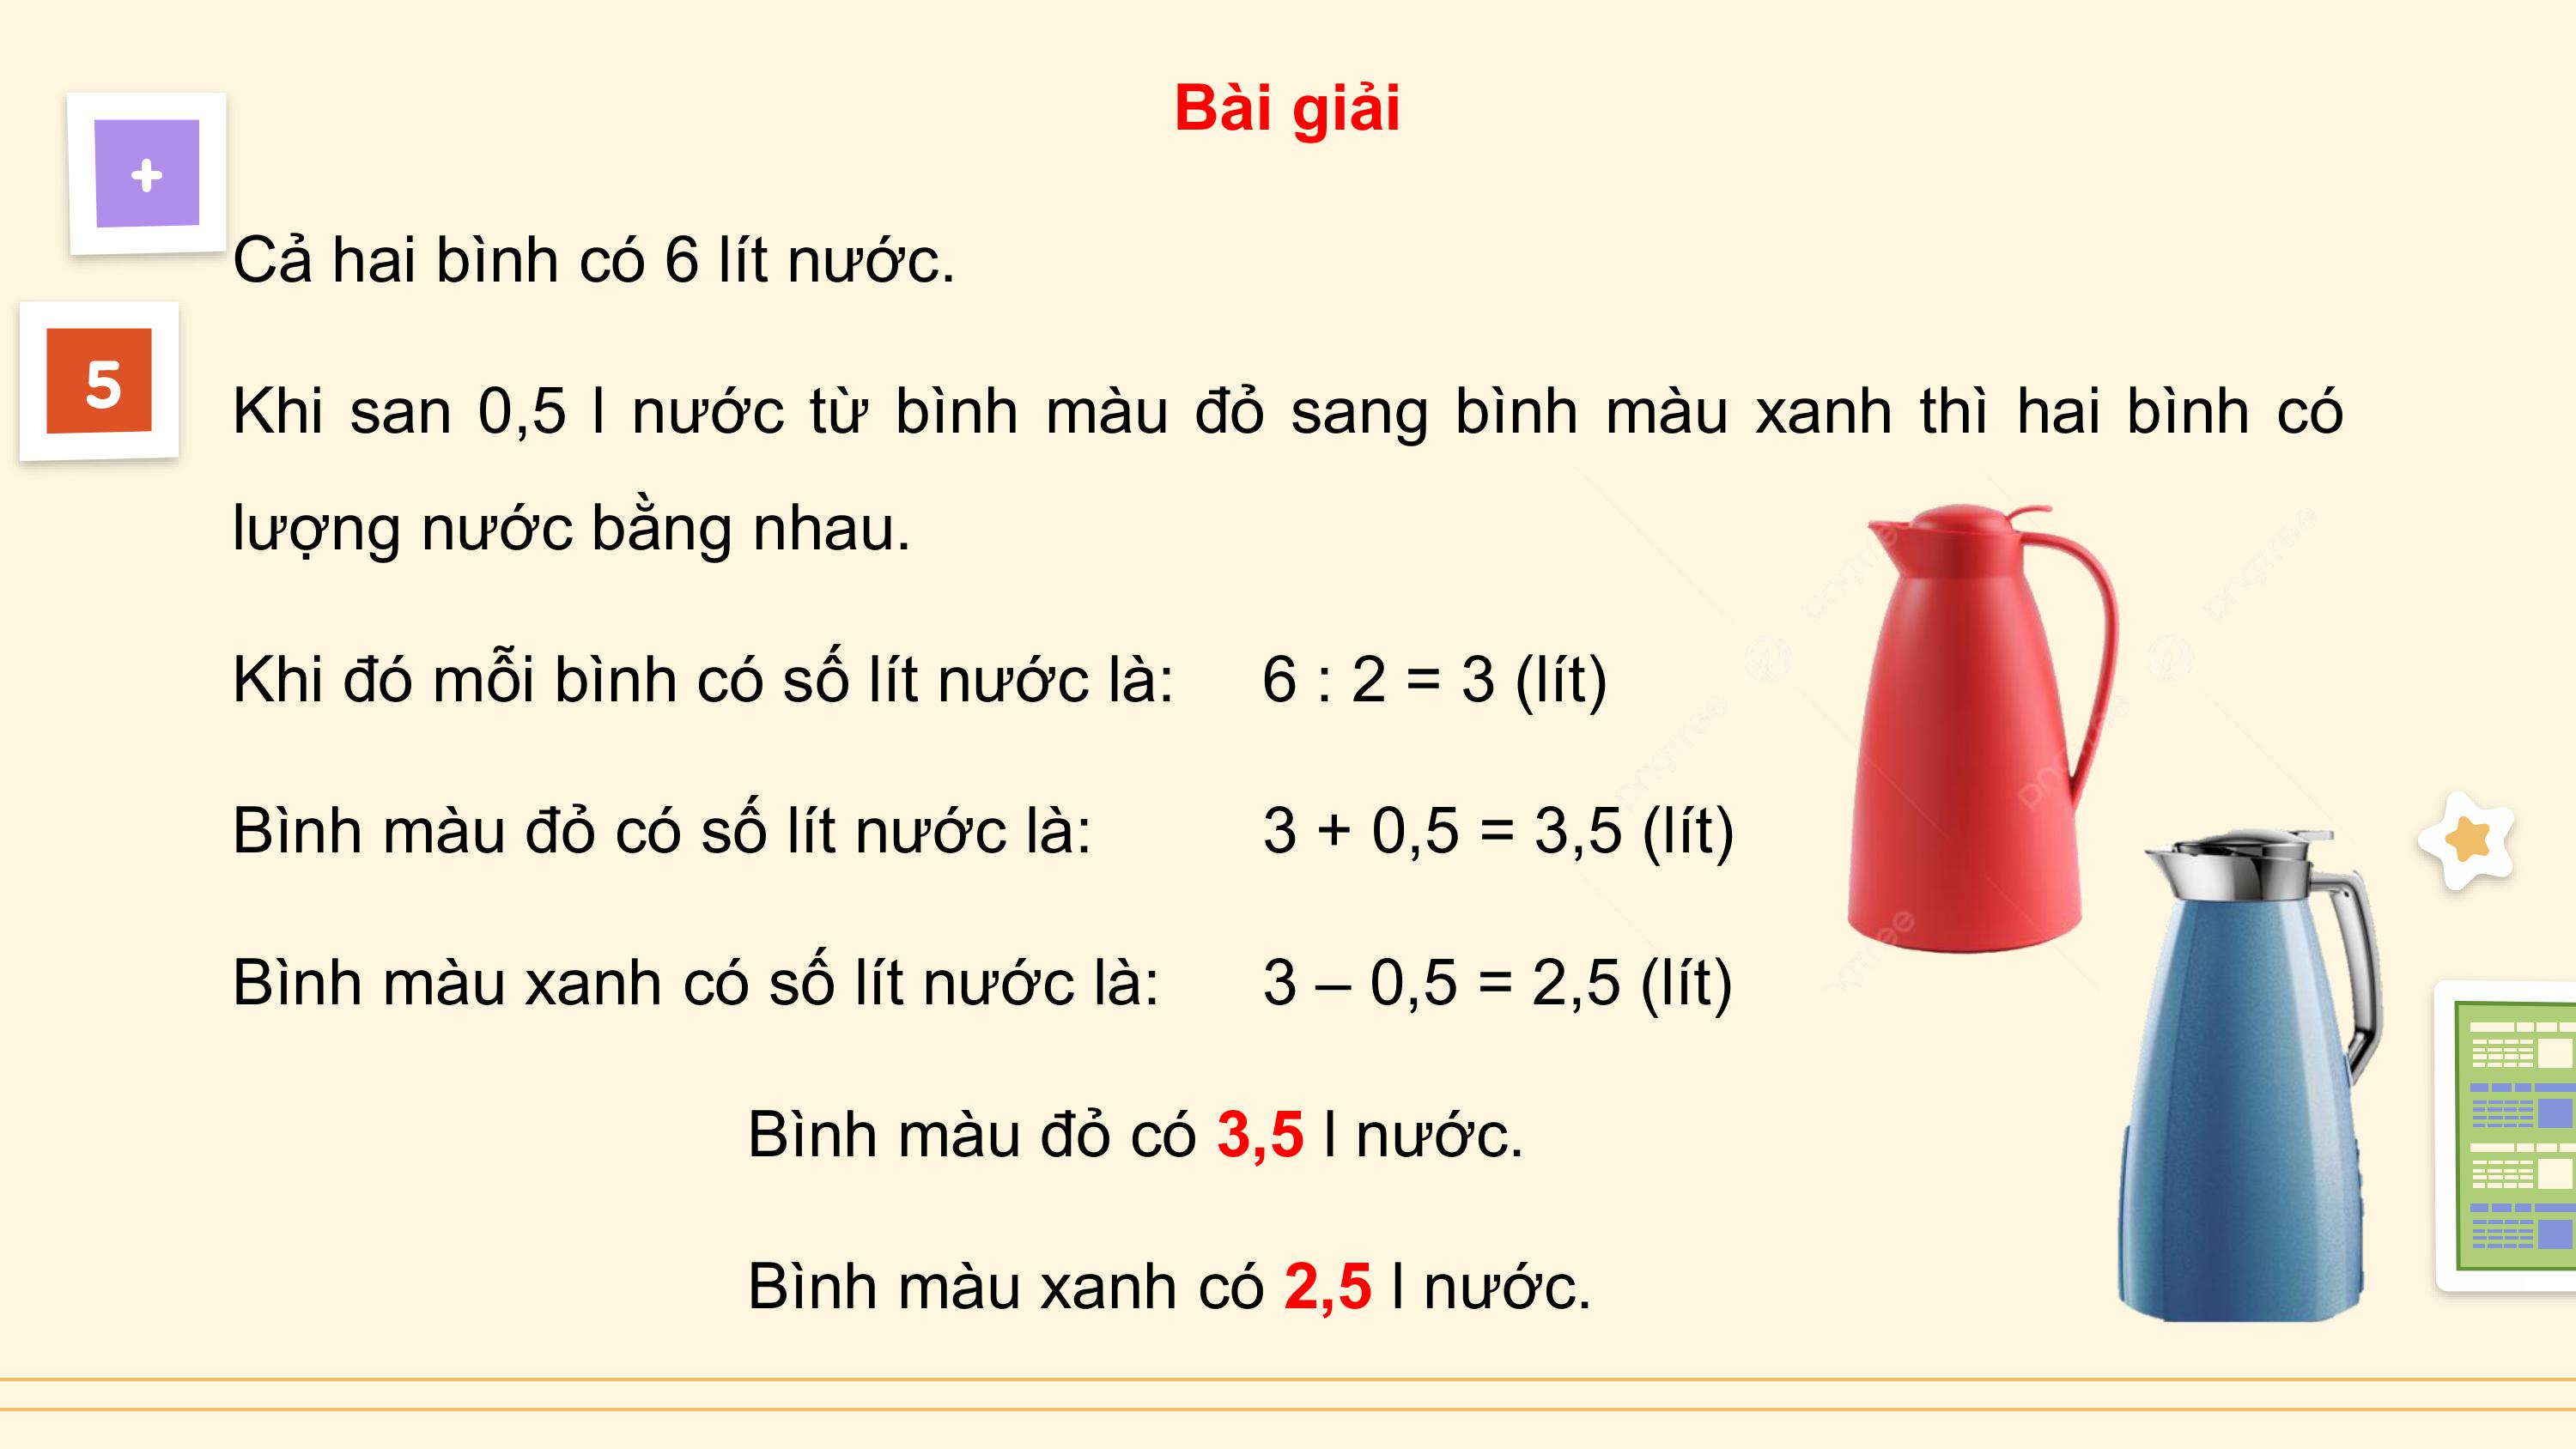 Bài giải
+
Cả hai bình có 6 lít nước.
5
Khi san 0,5 l nước từ bình màu đỏ sang bình màu xanh thì hai bình có
lượng nước bằng nhau.
Khi đó mỗi bình có số lít nước là: 6 : 2 = 3 (lít)
Bình màu đỏ có số lít nước là: 3 + 0,5 = 3,5 (lít)
Bình màu xanh có số lít nước là: 3 – 0,5 = 2,5 (lít)
Bình màu đỏ có 3,5 l nước.
Bình màu xanh có 2,5 l nước.